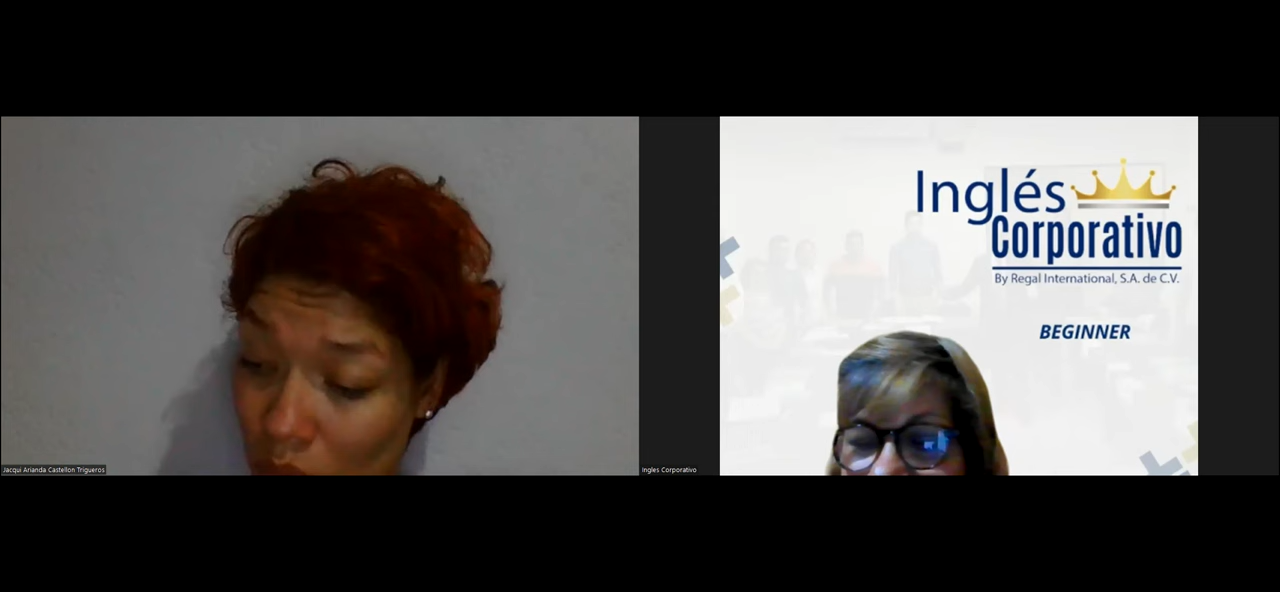 Inglés
Corporativo
By Regal International, S.A. de C.V.
BEGINNER
Jacqui Arianda Castellon Trigueros
Ingles Corporativo